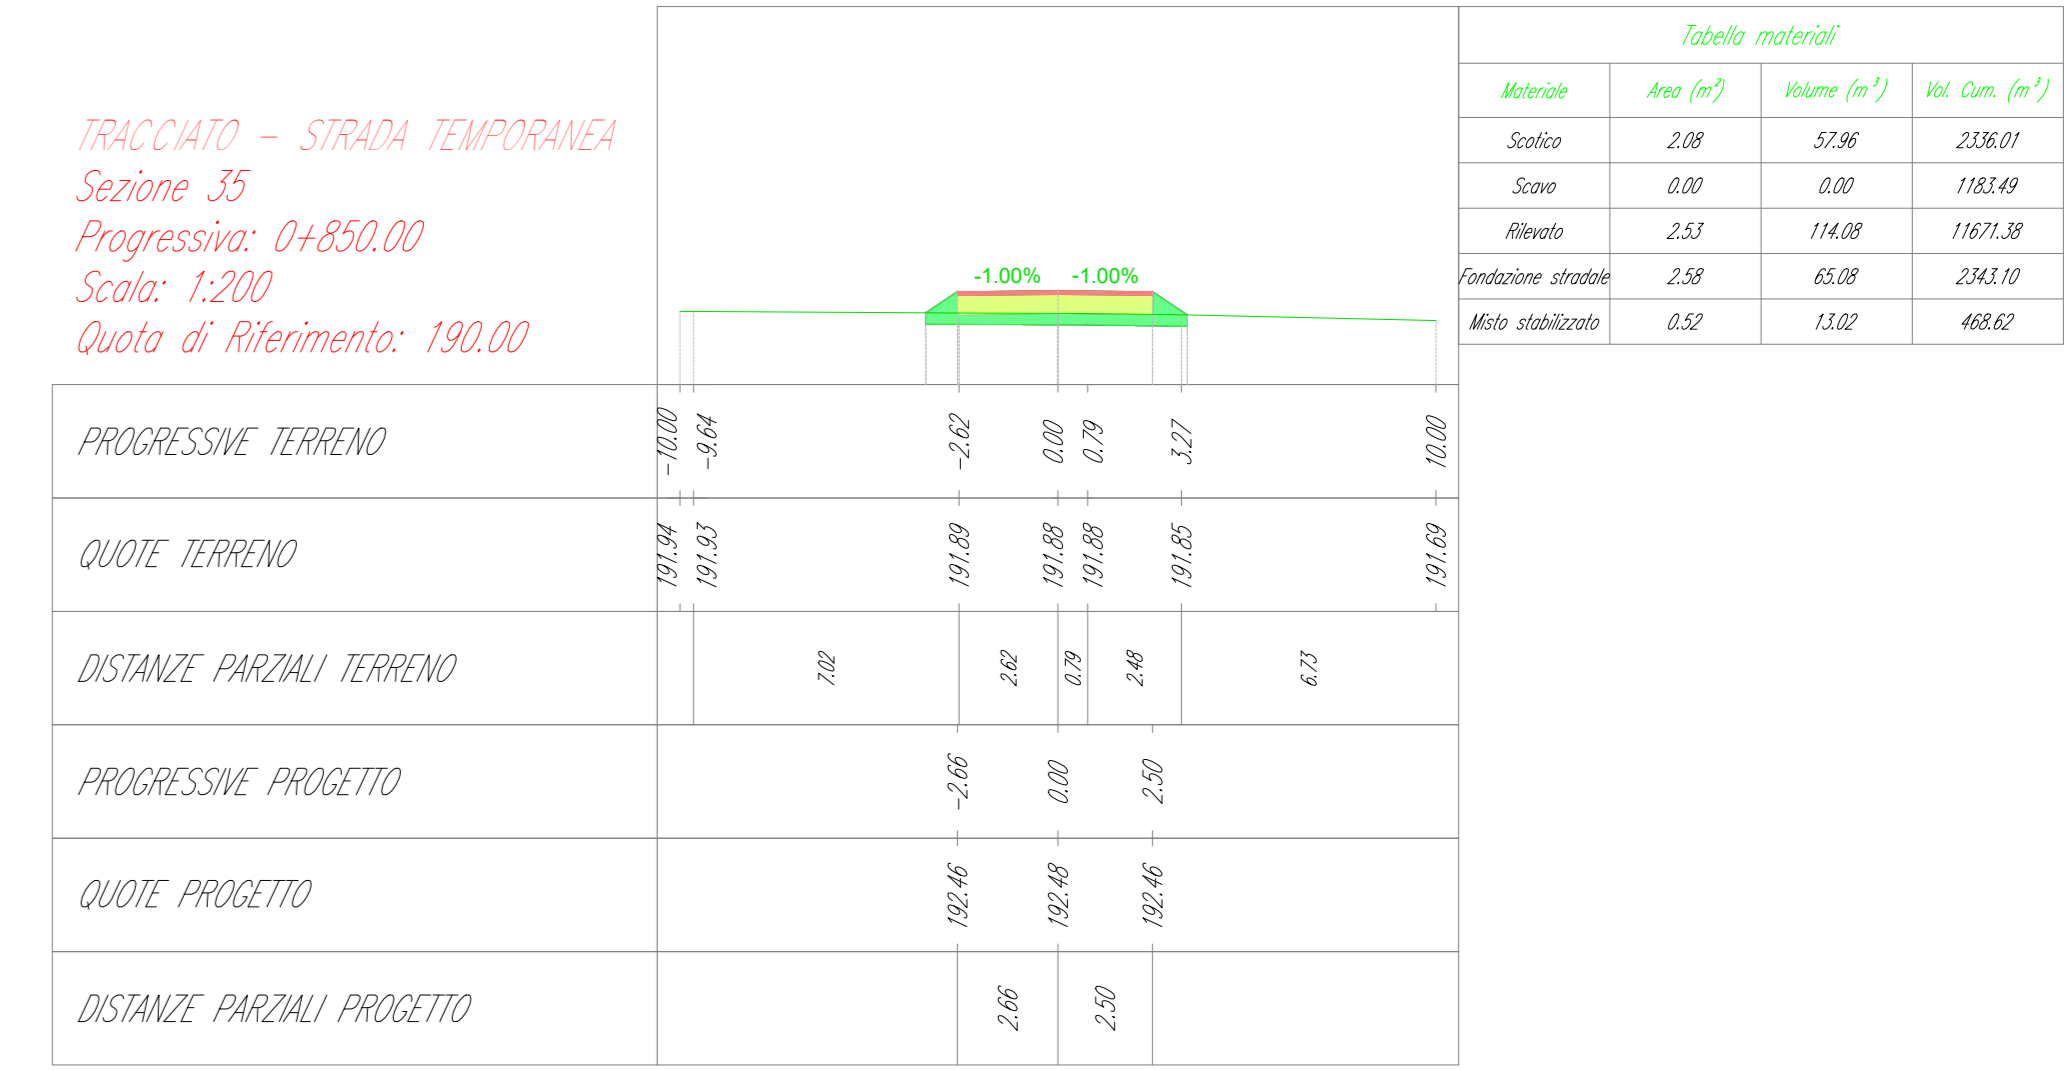 TRACCIATO - STRADA TEMPORANEA
Sezione 35
Progressiva: 0+850.00
Scala: 1:200
Quota di Riferimento: 190.00
-1.00% -1.00%
Tabella materiali
Materiale Area (m²) Volume (m³) Vol. Cum. (m³)
Scotico 2.08 57.96 2336.01
Scavo 0.00 0.00 1183.49
Rilevato 2.53 114.08 11671.38
Fondazione stradale 2.58 65.08 2343.10
Misto stabilizzato 0.52 13.02 468.62
PROGRESSIVE TERRENO -10.00 -9.64 -2.62 0.00 0.79 3.27 10.00
QUOTE TERRENO 191.94 191.93 191.89 191.88 191.88 191.85 191.69
DISTANZE PARZIALI TERRENO 7.02 2.62 0.79 2.48 6.73
PROGRESSIVE PROGETTO -2.66 0.00 2.50
QUOTE PROGETTO 192.46 192.48 192.46
DISTANZE PARZIALI PROGETTO 2.66 2.50